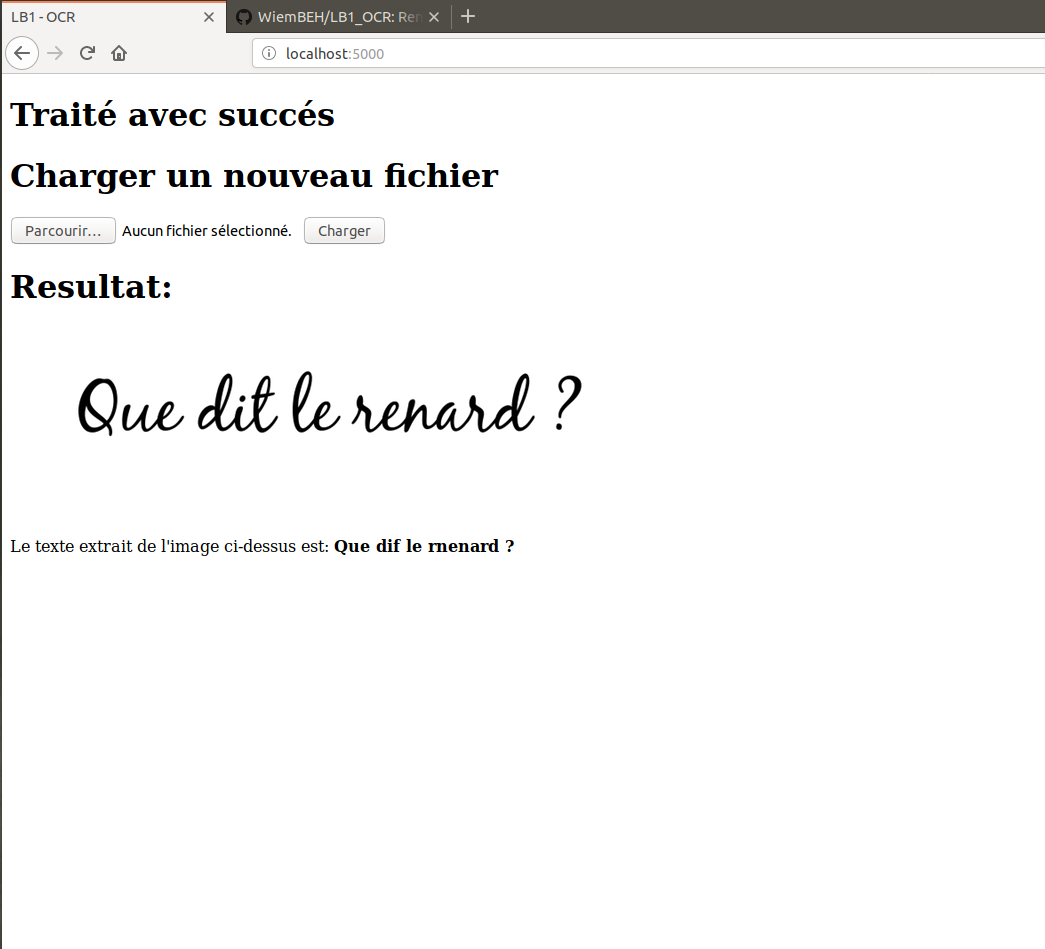 LB1 - OCR
WiemBEH/LB1_OCR: Ren
localhost:5000
Traité avec succés
Charger un nouveau fichier
Parcourir... Aucun fichier sélectionné. Charger
Resultat:
Que dit le renard ?
Le texte extrait de l'image ci-dessus est: Que dif le rnenard ?